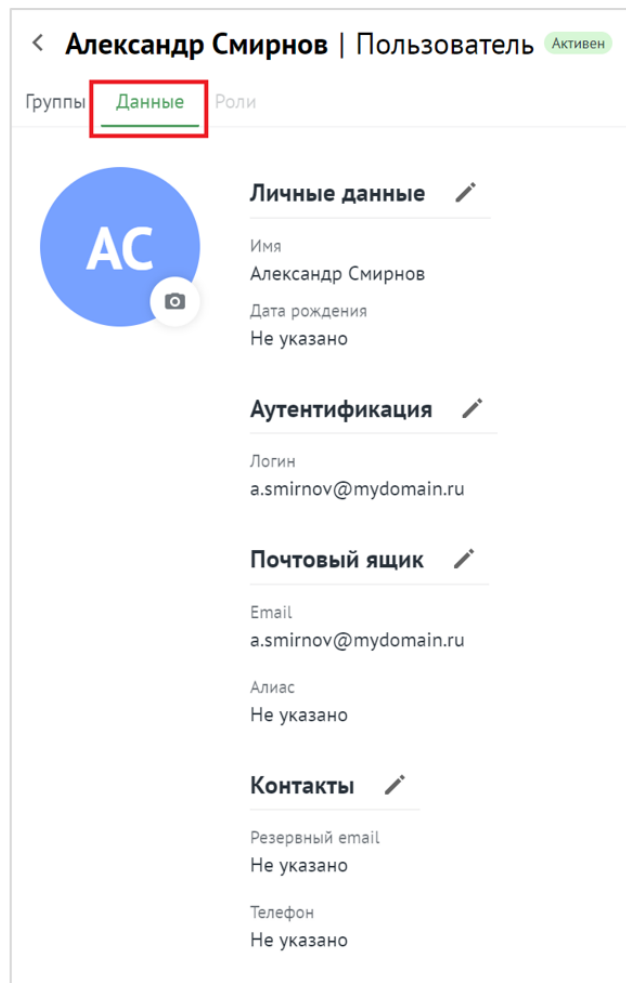 Александр Смирнов | Пользователь Активен
Группы Данные Роли
АС
Личные данные
Имя
Александр Смирнов
Дата рождения
Не указано
Аутентификация
Логин
a.smirnov@mydomain.ru
Почтовый ящик
Email
a.smirnov@mydomain.ru
Алиас
Не указано
Контакты
Резервный email
Не указано
Телефон
Не указано